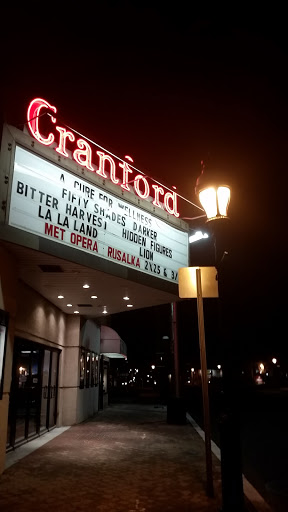 Cranford
A CURE FOR WELLNESS
FIFTY SHADES DARKER
BITTER HARVEST HIDDEN FIGURES
LA LA LAND LION
MET OPERA RUSALKA 2\25 & 3/1